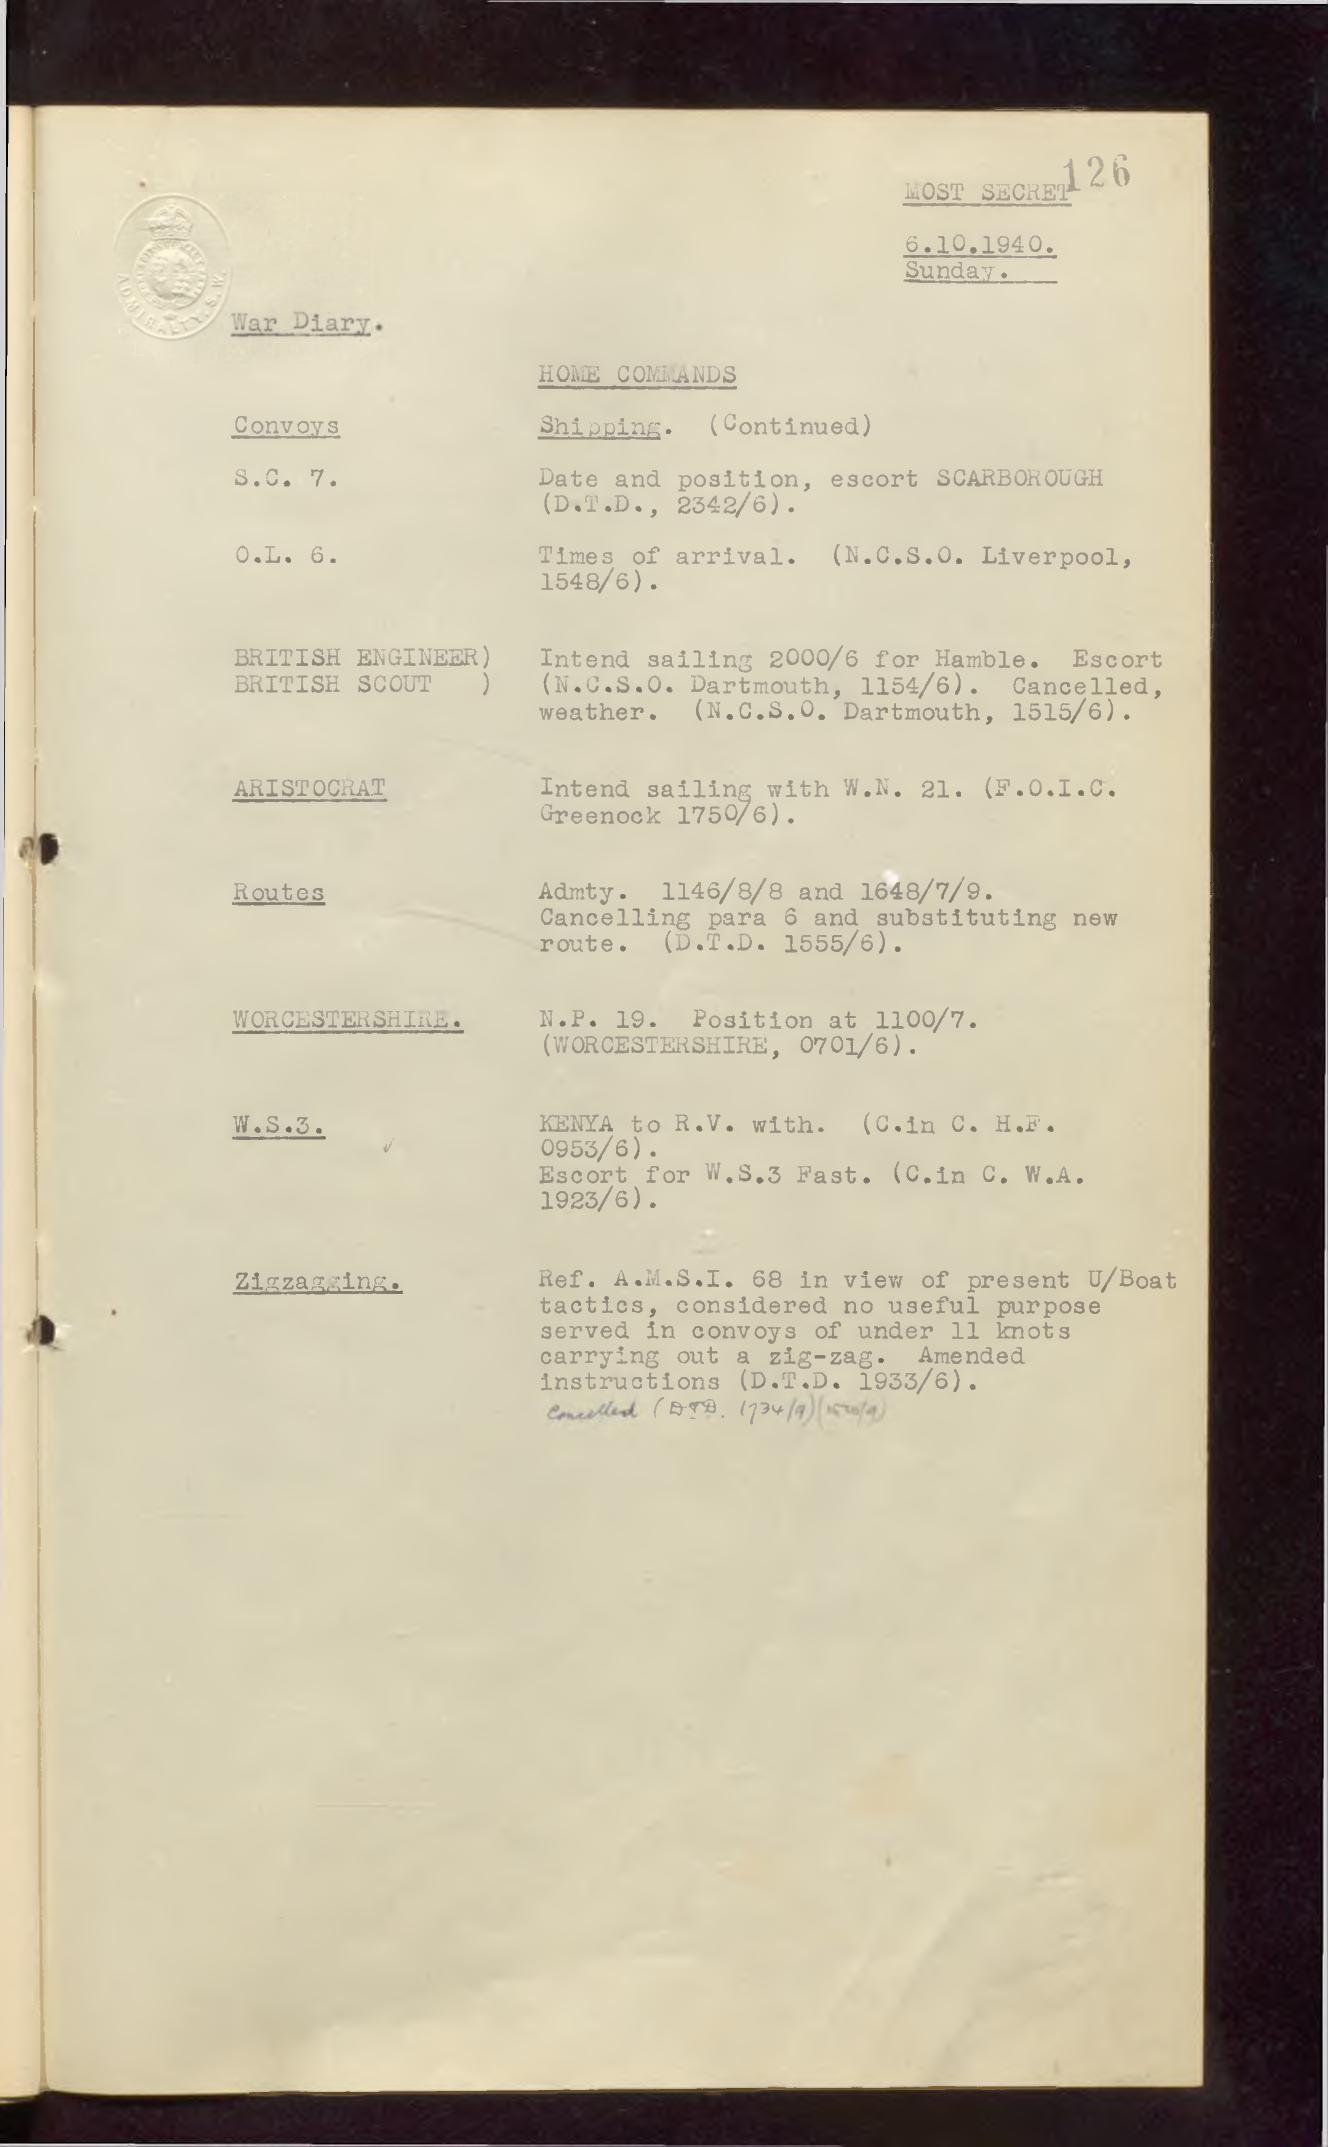 126
MOST SECRET
6.10.1940.
Sunday.
ADMIRALTY. S.W.
War Diary.
HOME COMMANDS
Convoys Shipping. (Continued)
S.C. 7. Date and position, escort SCARBOROUGH
(D.T.D., 2342/6).
O.L. 6. Times of arrival. (N.C.S.O. Liverpool,
1548/6).
BRITISH ENGINEER) Intend sailing 2000/6 for Hamble. Escort
BRITISH SCOUT ) (N.C.S.O. Dartmouth, 1154/6). Cancelled,
weather. (N.C.S.O. Dartmouth, 1515/6).
ARISTOCRAT Intend sailing with W.N. 21. (F.O.I.C.
Greenock 1750/6).
Routes Admty. 1146/8/8 and 1648/7/9.
Cancelling para 6 and substituting new
route. (D.T.D. 1555/6).
WORCESTERSHIRE. N.P. 19. Position at 1100/7.
(WORCESTERSHIRE, 0701/6).
W.S.3. KENYA to R.V. with. (C.in C. H.F.
0953/6).
Escort for W.S.3 Fast. (C.in C. W.A.
1923/6).
Zigzagging. Ref. A.M.S.I. 68 in view of present U/Boat
tactics, considered no useful purpose
served in convoys of under 11 knots
carrying out a zig-zag. Amended
instructions (D.T.D. 1933/6).
Cancelled (DTD. 1734/9)